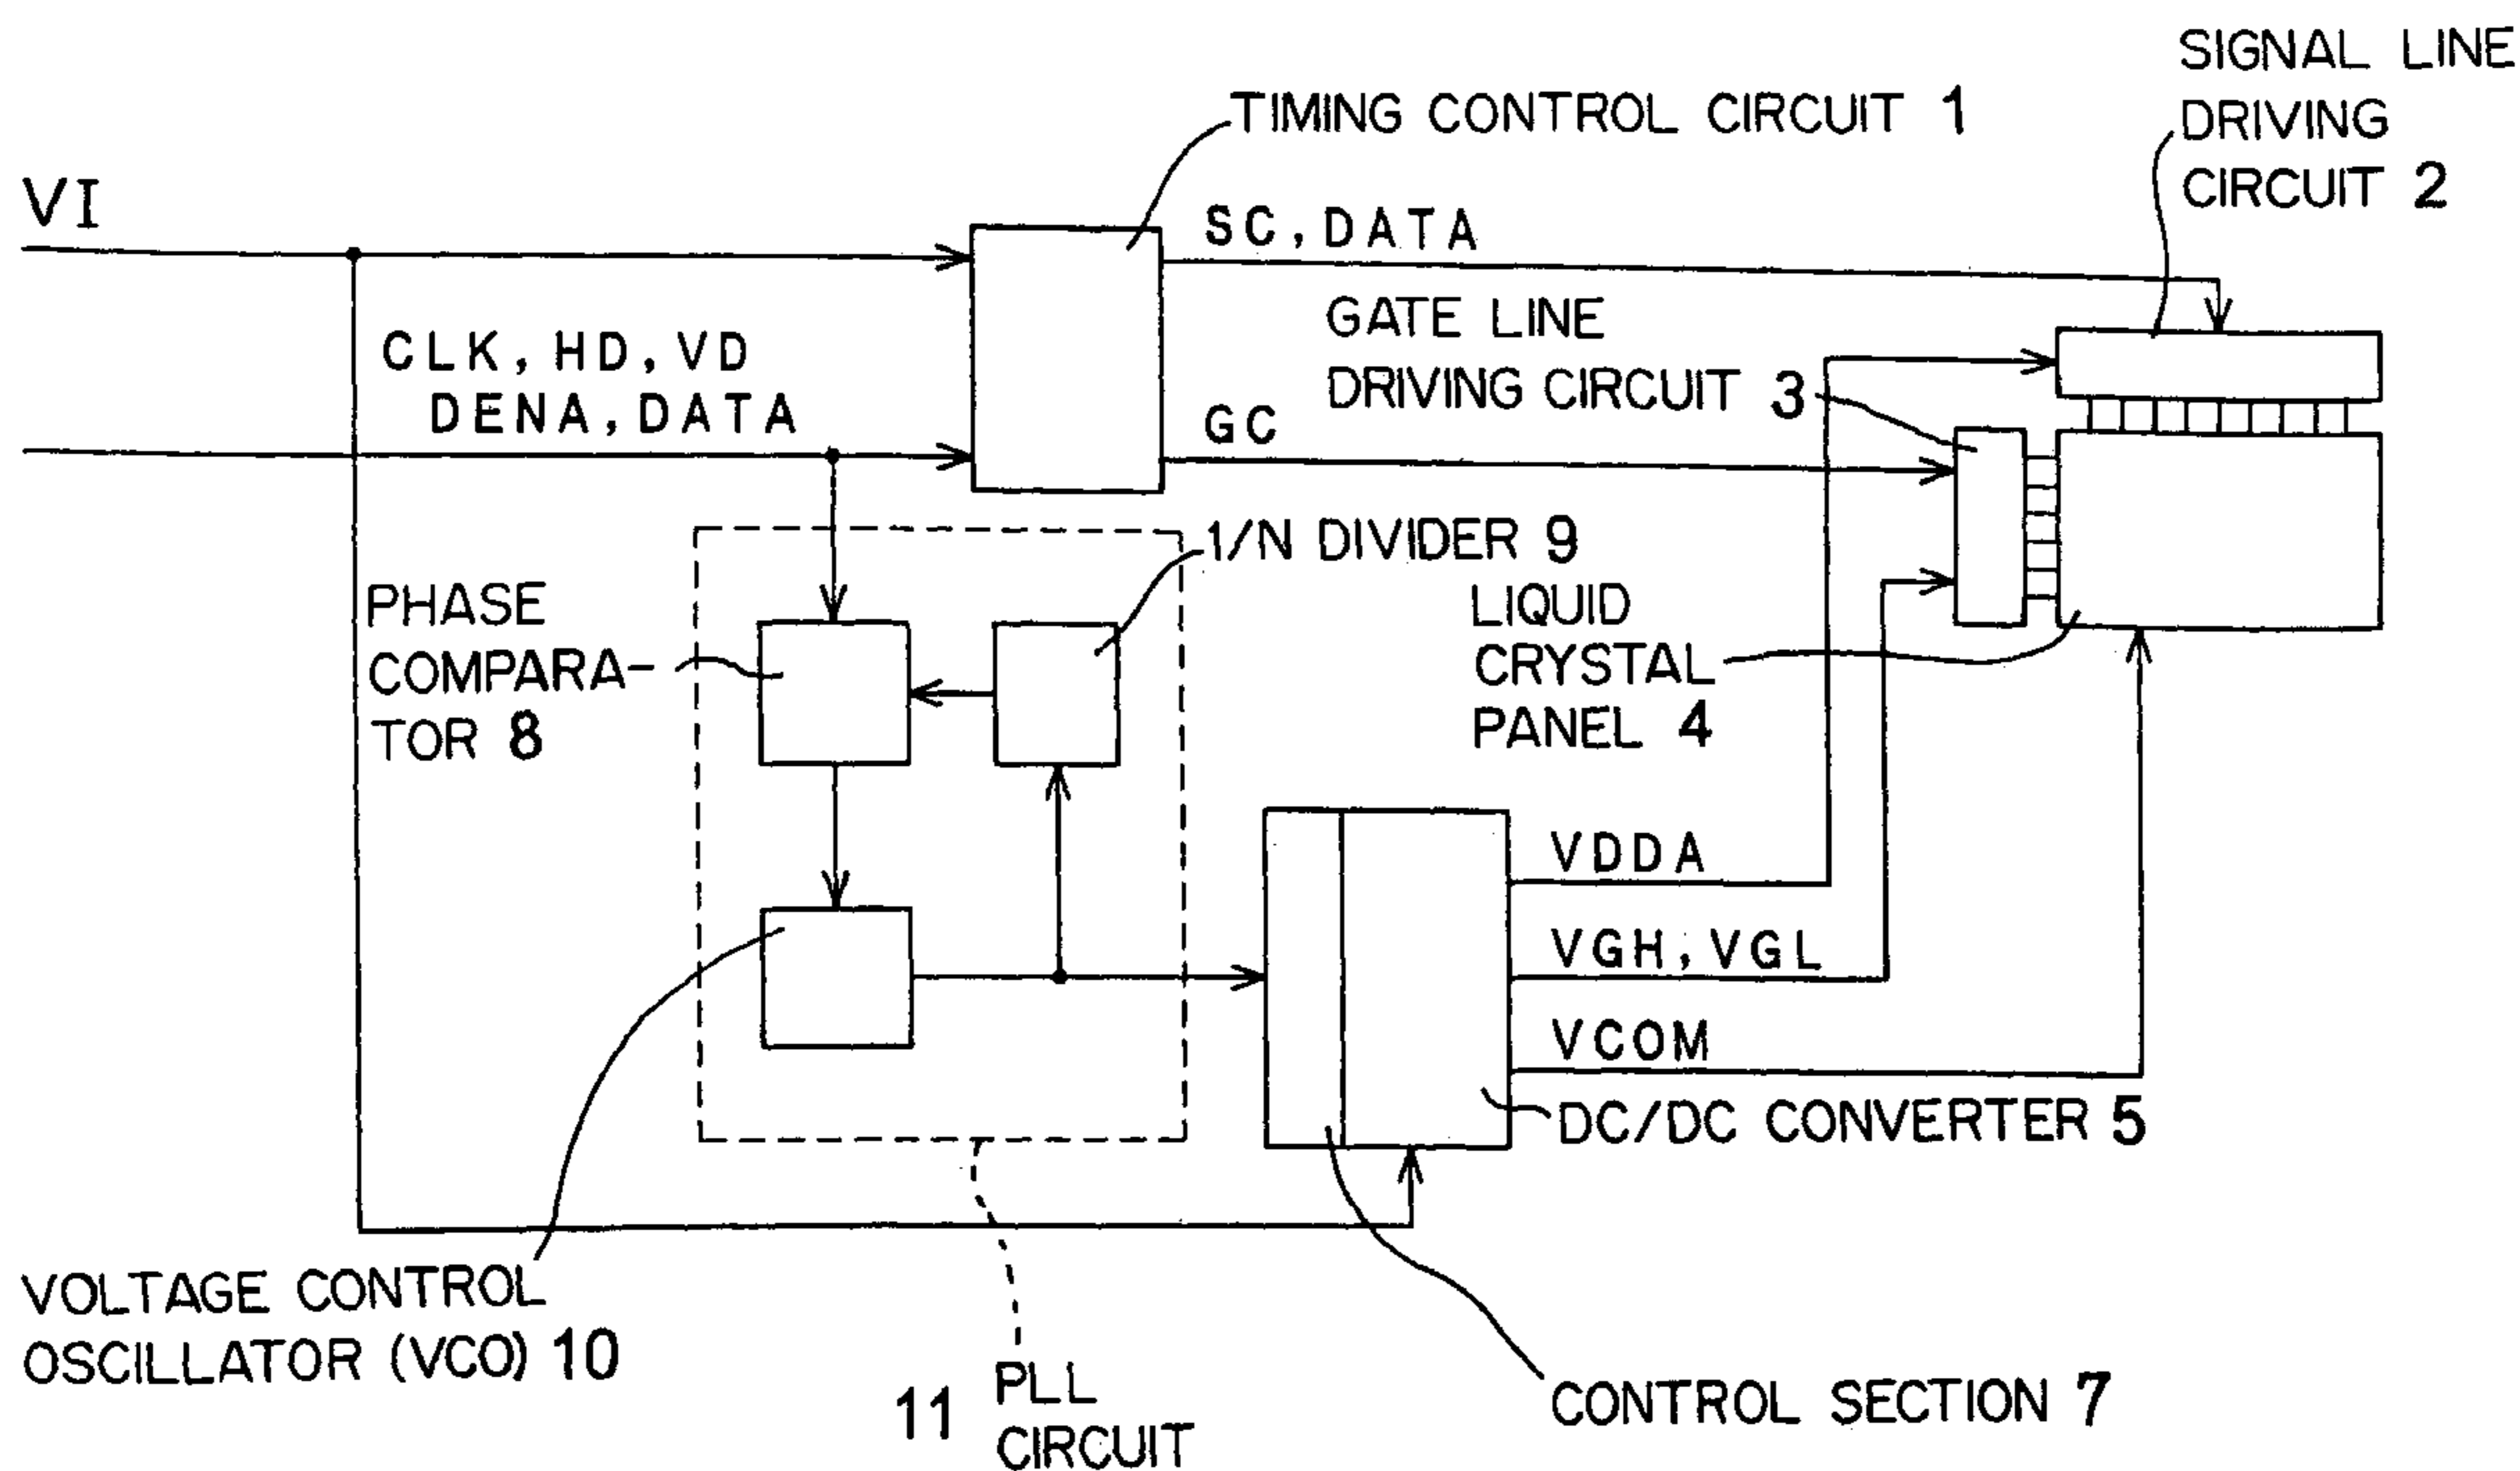 SIGNAL LINE
DRIVING
CIRCUIT 2
TIMING CONTROL CIRCUIT 1
VI
SC, DATA
CLK, HD, VD
DENA, DATA
GATE LINE
DRIVING CIRCUIT 3
GC
1/N DIVIDER 9
PHASE
COMPARA-
TOR 8
LIQUID
CRYSTAL
PANEL 4
VDDA
VGH, VGL
VCOM
DC/DC CONVERTER 5
VOLTAGE CONTROL
OSCILLATOR (VCO) 10
11 PLL
CIRCUIT
CONTROL SECTION 7